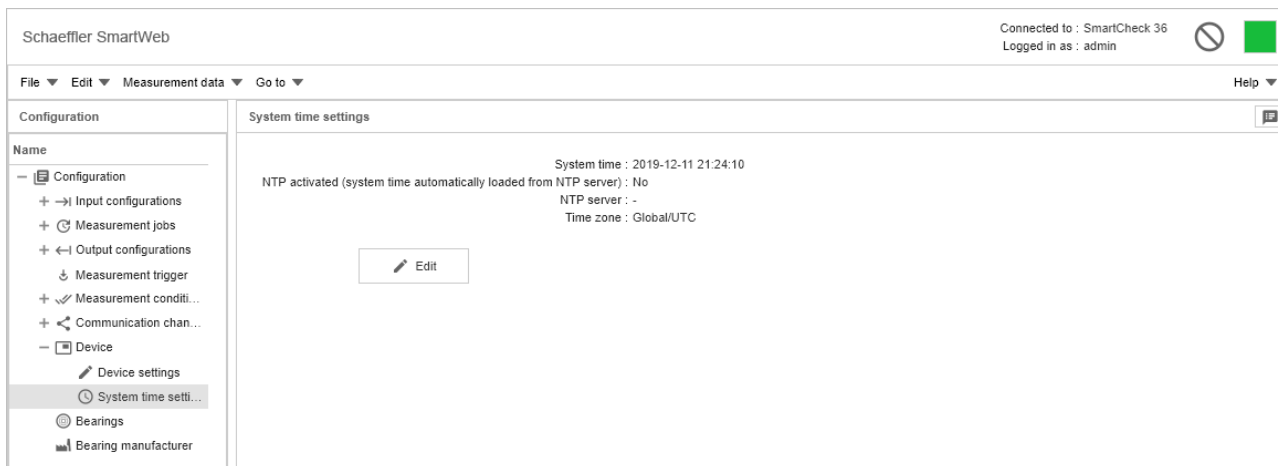 Schaeffler SmartWeb
Connected to : SmartCheck 36
Logged in as : admin
File Edit Measurement data Go to Help
Configuration
System time settings
Name
Configuration
Input configurations
Measurement jobs
Output configurations
Measurement trigger
Measurement conditi...
Communication chan...
Device
Device settings
System time setti...
Bearings
Bearing manufacturer
System time : 2019-12-11 21:24:10
NTP activated (system time automatically loaded from NTP server) : No
NTP server : -
Time zone : Global/UTC
Edit